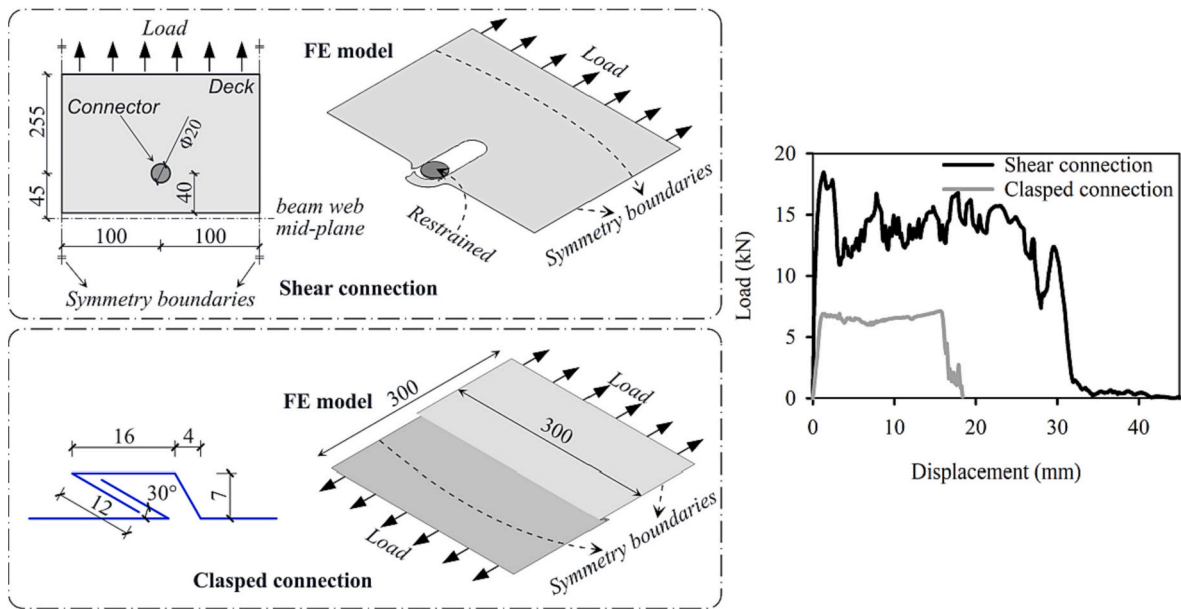 Load
Deck
Connector
Φ20
255
45
40
100
100
beam web
mid-plane
Symmetry boundaries
FE model
Load
Restrained
Symmetry boundaries
Shear connection
16
4
12
30°
7
FE model
300
300
Load
Load
Symmetry boundaries
Clasped connection
Shear connection
Clasped connection
Load (kN)
20
15
10
5
0
0 10 20 30 40
Displacement (mm)